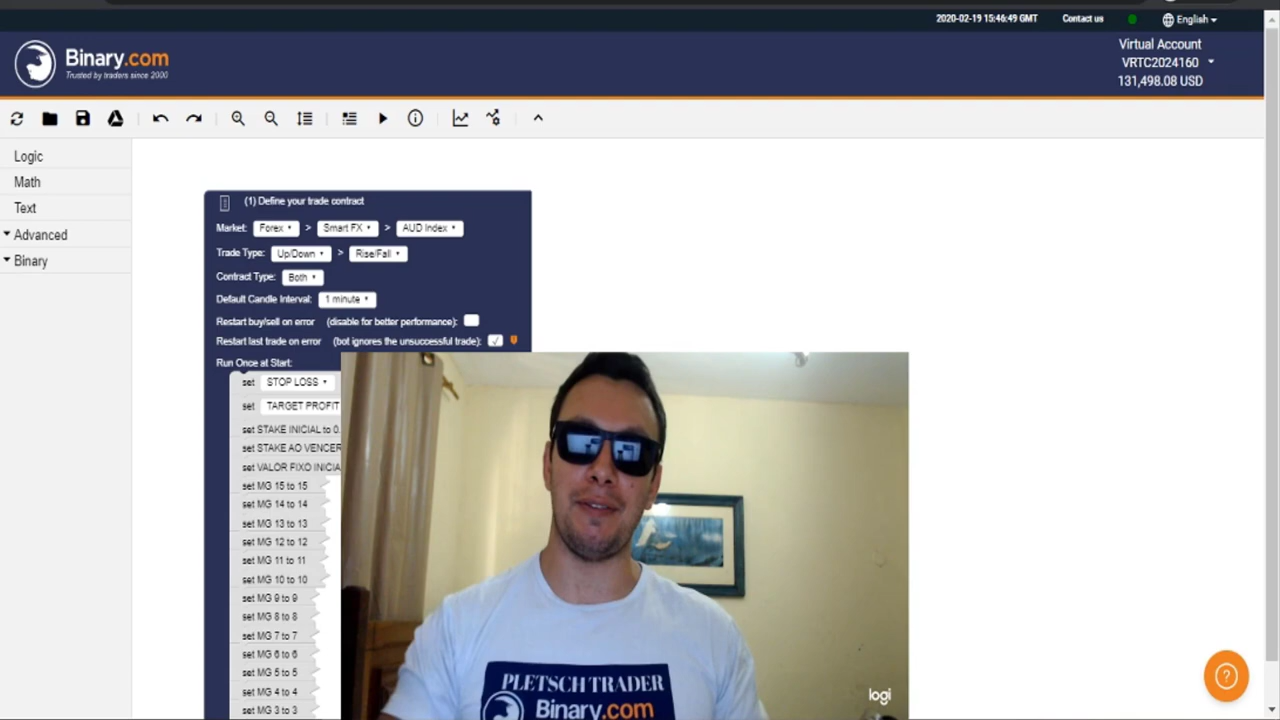 2020-02-19 15:46:49 GMT Contact us English
Binary.com
Trusted by traders since 2000
Virtual Account
VRTC2024160
131,498.08 USD
Logic
Math
Text
Advanced
Binary
(1) Define your trade contract
Market: Forex > Smart FX > AUD Index
Trade Type: Up/Down > Rise/Fall
Contract Type: Both
Default Candle Interval: 1 minute
Restart buy/sell on error (disable for better performance):
Restart last trade on error (bot ignores the unsuccessful trade): √
Run Once at Start:
set STOP LOSS
set TARGET PROFIT
set STAKE INICIAL to 0.
set STAKE AO VENCER
set VALOR FIXO INICIA
set MG 15 to 15
set MG 14 to 14
set MG 13 to 13
set MG 12 to 12
set MG 11 to 11
set MG 10 to 10
set MG 9 to 9
set MG 8 to 8
set MG 7 to 7
set MG 6 to 6
set MG 5 to 5
set MG 4 to 4
set MG 3 to 3
PLETSCH TRADER
Binary.com
logi